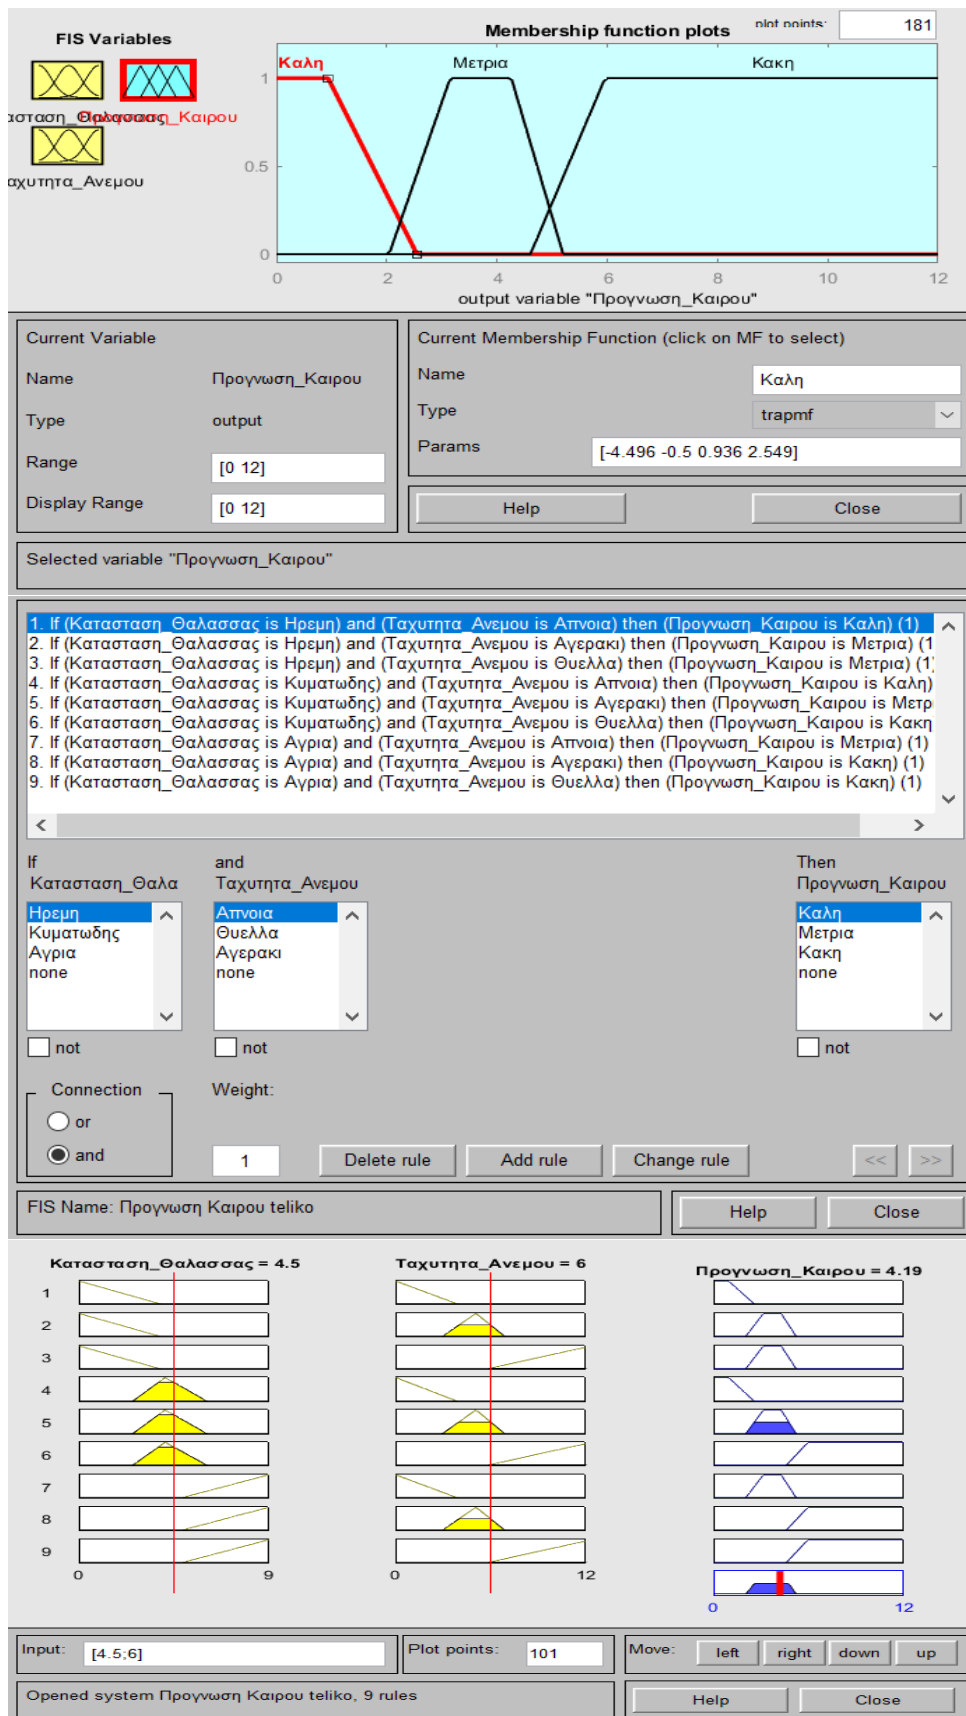 FIS Variables
Membership function plots
plot points:
181
Καλη
Μετρια
Κακη
Προγνωση_Καιρου
αχυτητα_Ανεμου
1
0.5
0
0 2 4 6 8 10 12
output variable "Προγνωση_Καιρου"
Current Variable
Name Προγνωση_Καιρου
Type output
Range [0 12]
Display Range [0 12]
Current Membership Function (click on MF to select)
Name Καλη
Type trapmf
Params [-4.496 -0.5 0.936 2.549]
Help Close
Selected variable "Προγνωση_Καιρου"
1. If (Κατασταση_Θαλασσας is Ηρεμη) and (Ταχυτητα_Ανεμου is Απνοια) then (Προγνωση_Καιρου is Καλη) (1)
2. If (Κατασταση_Θαλασσας is Ηρεμη) and (Ταχυτητα_Ανεμου is Αγερακι) then (Προγνωση_Καιρου is Μετρια) (1
3. If (Κατασταση_Θαλασσας is Ηρεμη) and (Ταχυτητα_Ανεμου is Θυελλα) then (Προγνωση_Καιρου is Μετρια) (1)
4. If (Κατασταση_Θαλασσας is Κυματωδης) and (Ταχυτητα_Ανεμου is Απνοια) then (Προγνωση_Καιρου is Καλη)
5. If (Κατασταση_Θαλασσας is Κυματωδης) and (Ταχυτητα_Ανεμου is Αγερακι) then (Προγνωση_Καιρου is Μετρι
6. If (Κατασταση_Θαλασσας is Κυματωδης) and (Ταχυτητα_Ανεμου is Θυελλα) then (Προγνωση_Καιρου is Κακη
7. If (Κατασταση_Θαλασσας is Αγρια) and (Ταχυτητα_Ανεμου is Απνοια) then (Προγνωση_Καιρου is Μετρια) (1)
8. If (Κατασταση_Θαλασσας is Αγρια) and (Ταχυτητα_Ανεμου is Αγερακι) then (Προγνωση_Καιρου is Κακη) (1)
9. If (Κατασταση_Θαλασσας is Αγρια) and (Ταχυτητα_Ανεμου is Θυελλα) then (Προγνωση_Καιρου is Κακη) (1)
If and Then
Κατασταση_Θαλα Ταχυτητα_Ανεμου Προγνωση_Καιρου
Ηρεμη Απνοια Καλη
Κυματωδης Θυελλα Μετρια
Αγρια Αγερακι Κακη
none none none
not not not
Connection Weight:
or
and 1 Delete rule Add rule Change rule << >>
FIS Name: Προγνωση Καιρου teliko Help Close
Κατασταση_Θαλασσας = 4.5 Ταχυτητα_Ανεμου = 6 Προγνωση_Καιρου = 4.19
1
2
3
4
5
6
7
8
9
0 9 0 12
0 12
Input: [4.5;6] Plot points: 101 Move: left right down up
Opened system Προγνωση Καιρου teliko, 9 rules Help Close